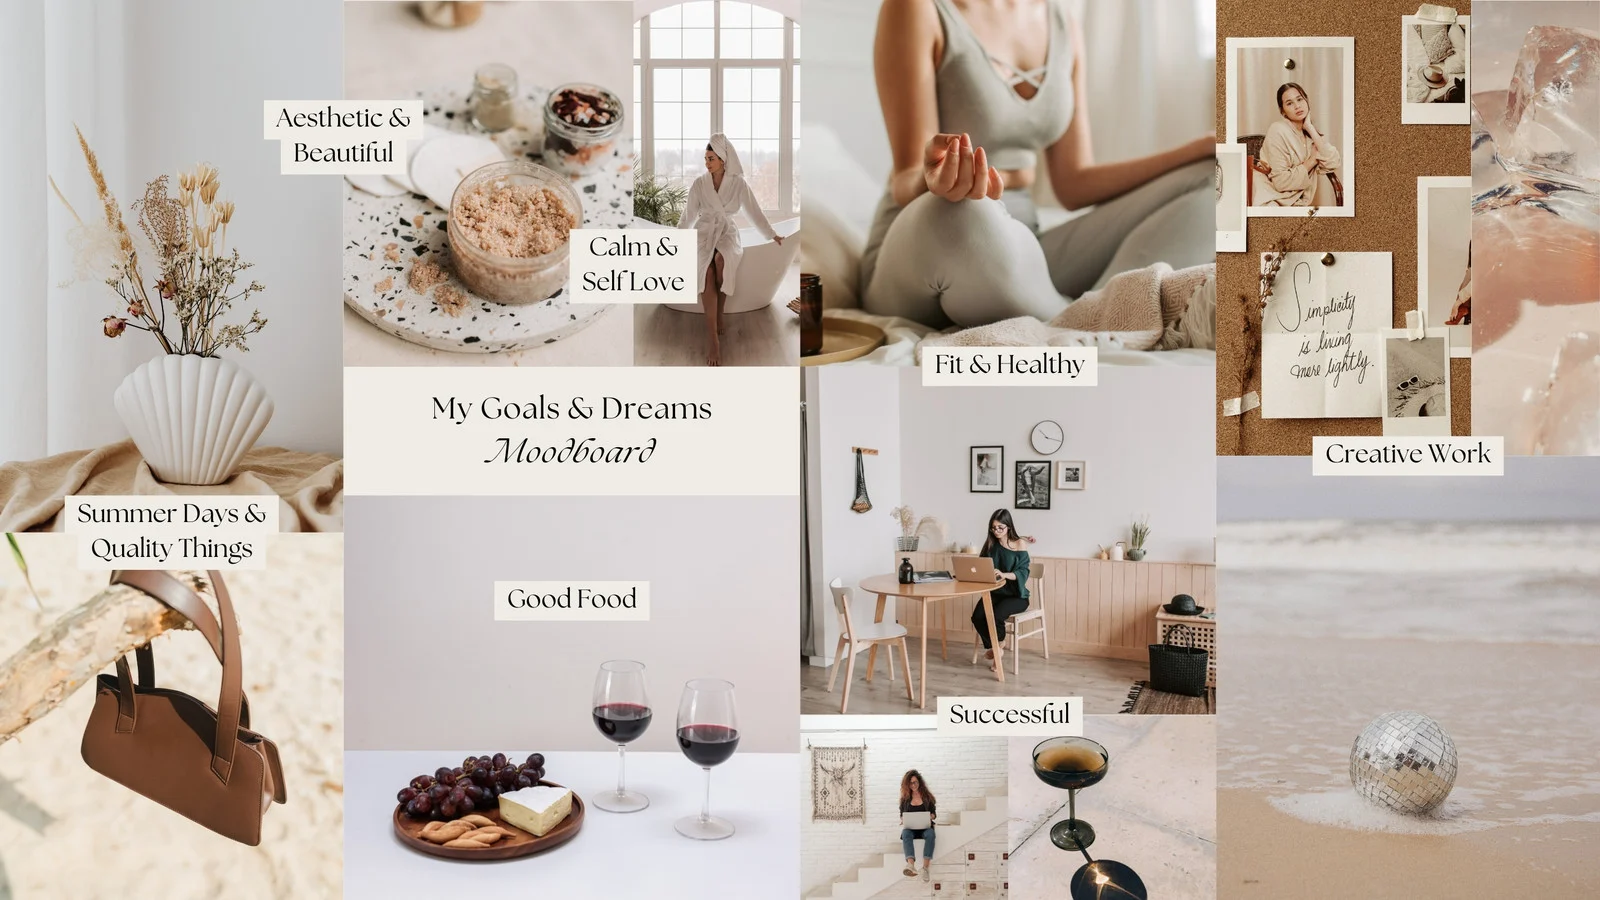 Aesthetic &
Beautiful
Calm &
Self Love
Fit & Healthy
Simplicity
is living
more lightly.
My Goals & Dreams
Moodboard
Creative Work
Summer Days &
Quality Things
Good Food
Successful